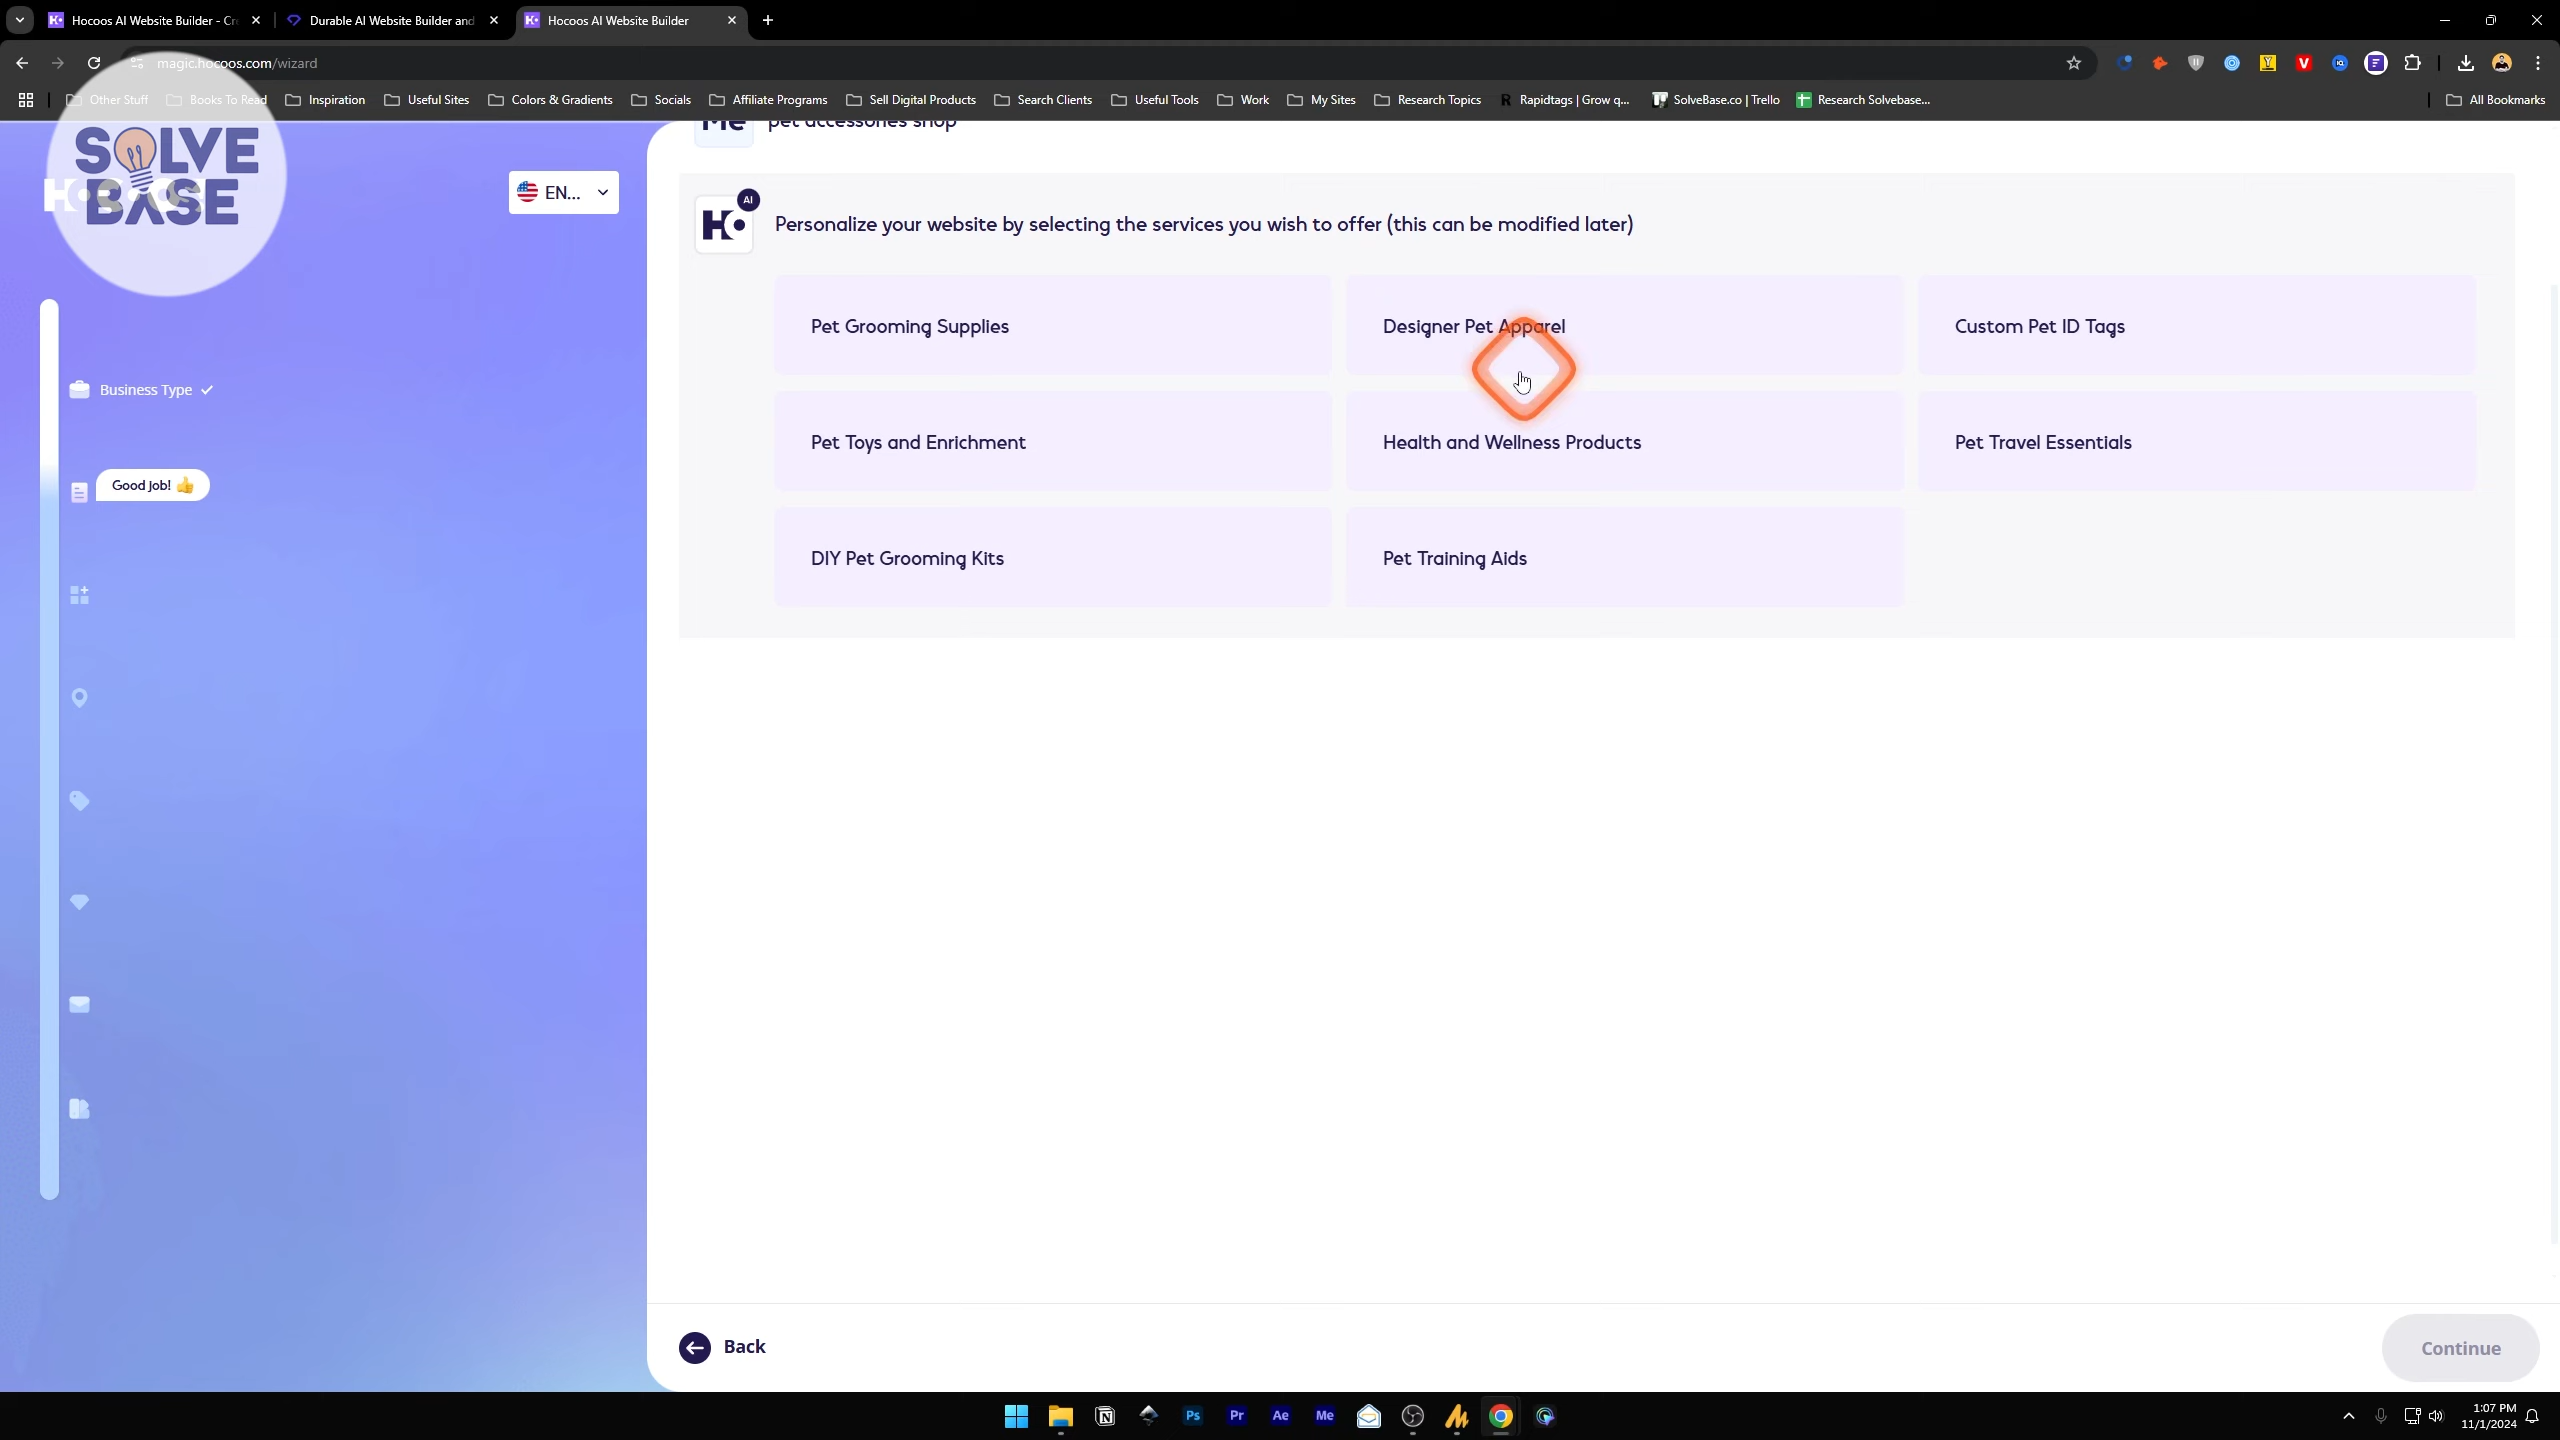 Hocoos AI Website Builder - Cr
Durable AI Website Builder and
Hocoos AI Website Builder
magic.hocoos.com/wizard
Other Stuff
Books To Read
Inspiration
Useful Sites
Colors & Gradients
Socials
Affiliate Programs
Sell Digital Products
Search Clients
Useful Tools
Work
My Sites
Research Topics
Rapidtags | Grow q...
SolveBase.co | Trello
Research Solvebase...
All Bookmarks
SOLVE
BASE
EN...
Me
pet accessories shop
AI
Personalize your website by selecting the services you wish to offer (this can be modified later)
Pet Grooming Supplies
Designer Pet Apparel
Custom Pet ID Tags
Pet Toys and Enrichment
Health and Wellness Products
Pet Travel Essentials
DIY Pet Grooming Kits
Pet Training Aids
Business Type
Good job! 👍
Back
Continue
Ps
Pr
Ae
Me
1:07 PM
11/1/2024